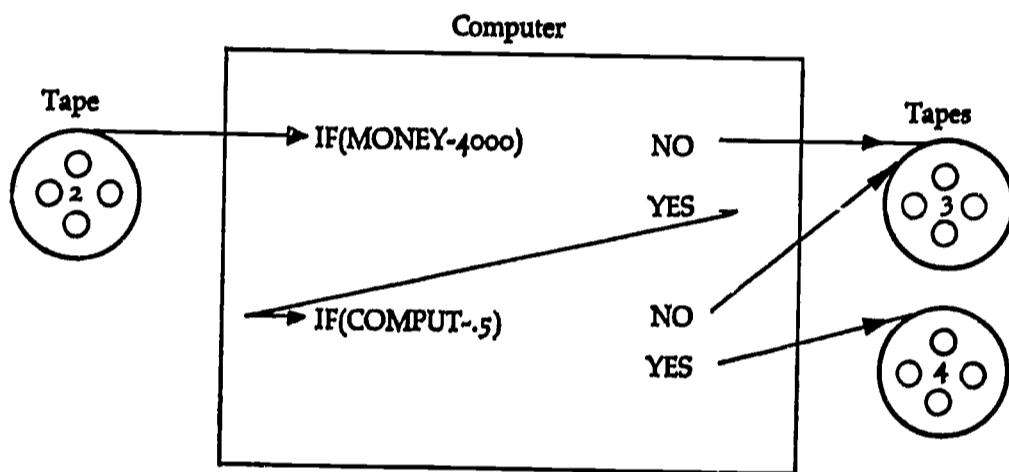 Computer
Tape
Tapes
IF(MONEY-4000)
NO
YES
2
3
IF(COMPUT-.5)
NO
YES
4